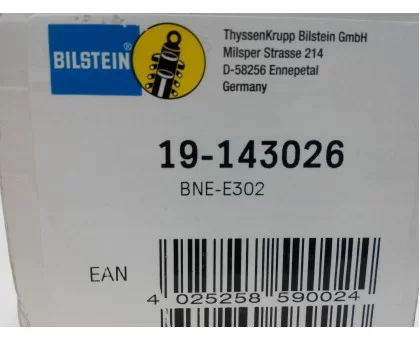 BILSTEIN
ThyssenKrupp Bilstein GmbH
Milsper Strasse 214
D-58256 Ennepetal
Germany
19-143026
BNE-E302
EAN
4 025258 590024